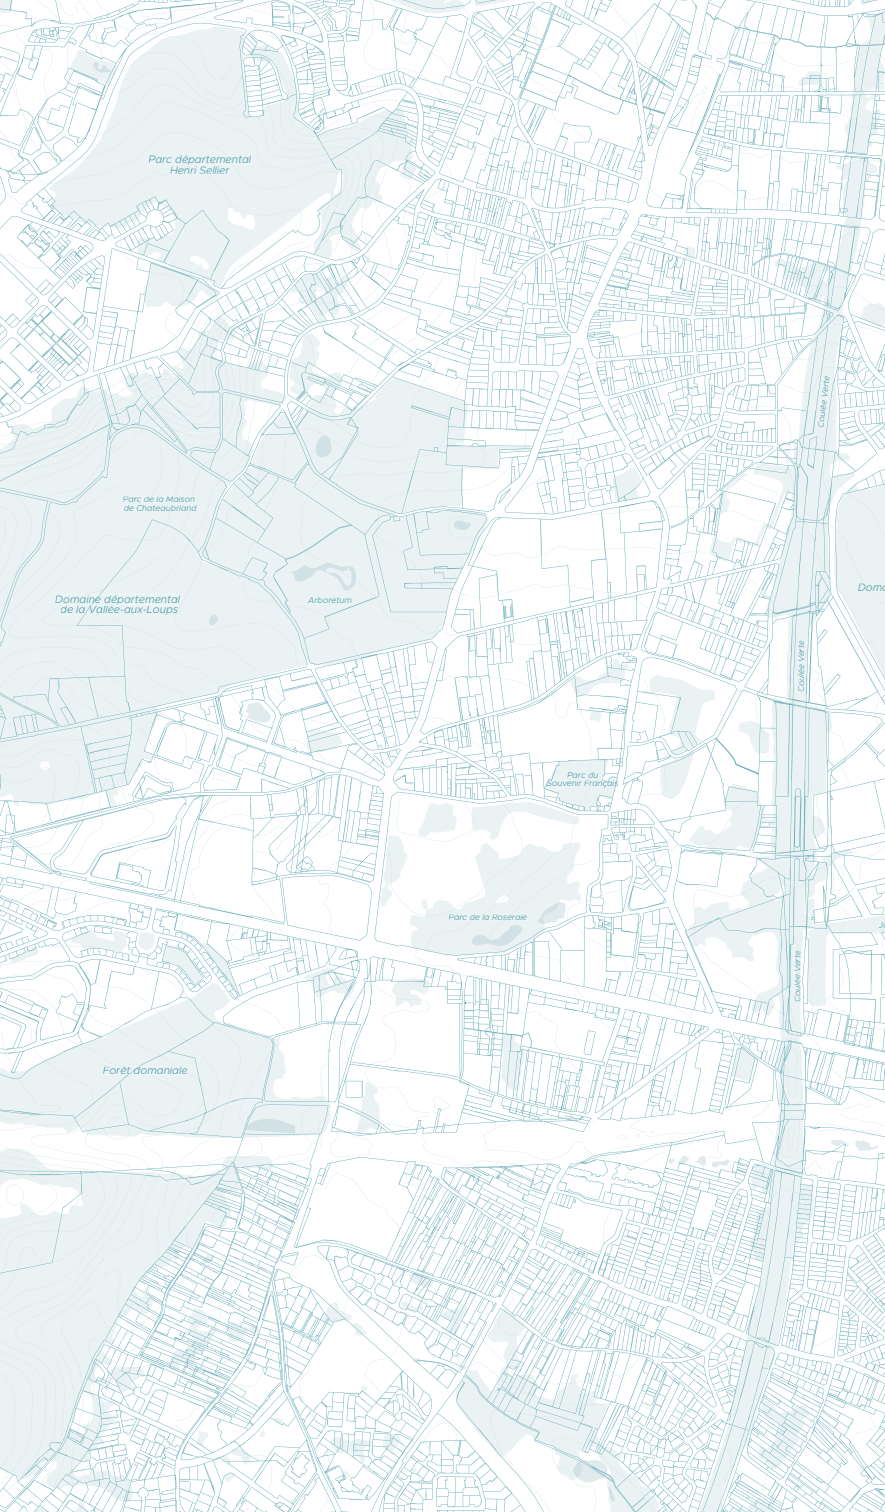 Parc départemental
Henri Sellier
Coulée Verte
Parc de la Maison
de Chateaubriand
Domaine départemental
de la Vallée-aux-Loups
Arboretum
Doma
Coulée Verte
Parc du
Souvenir Français
Parc de la Roseraie
Coulée Verte
Forêt domaniale